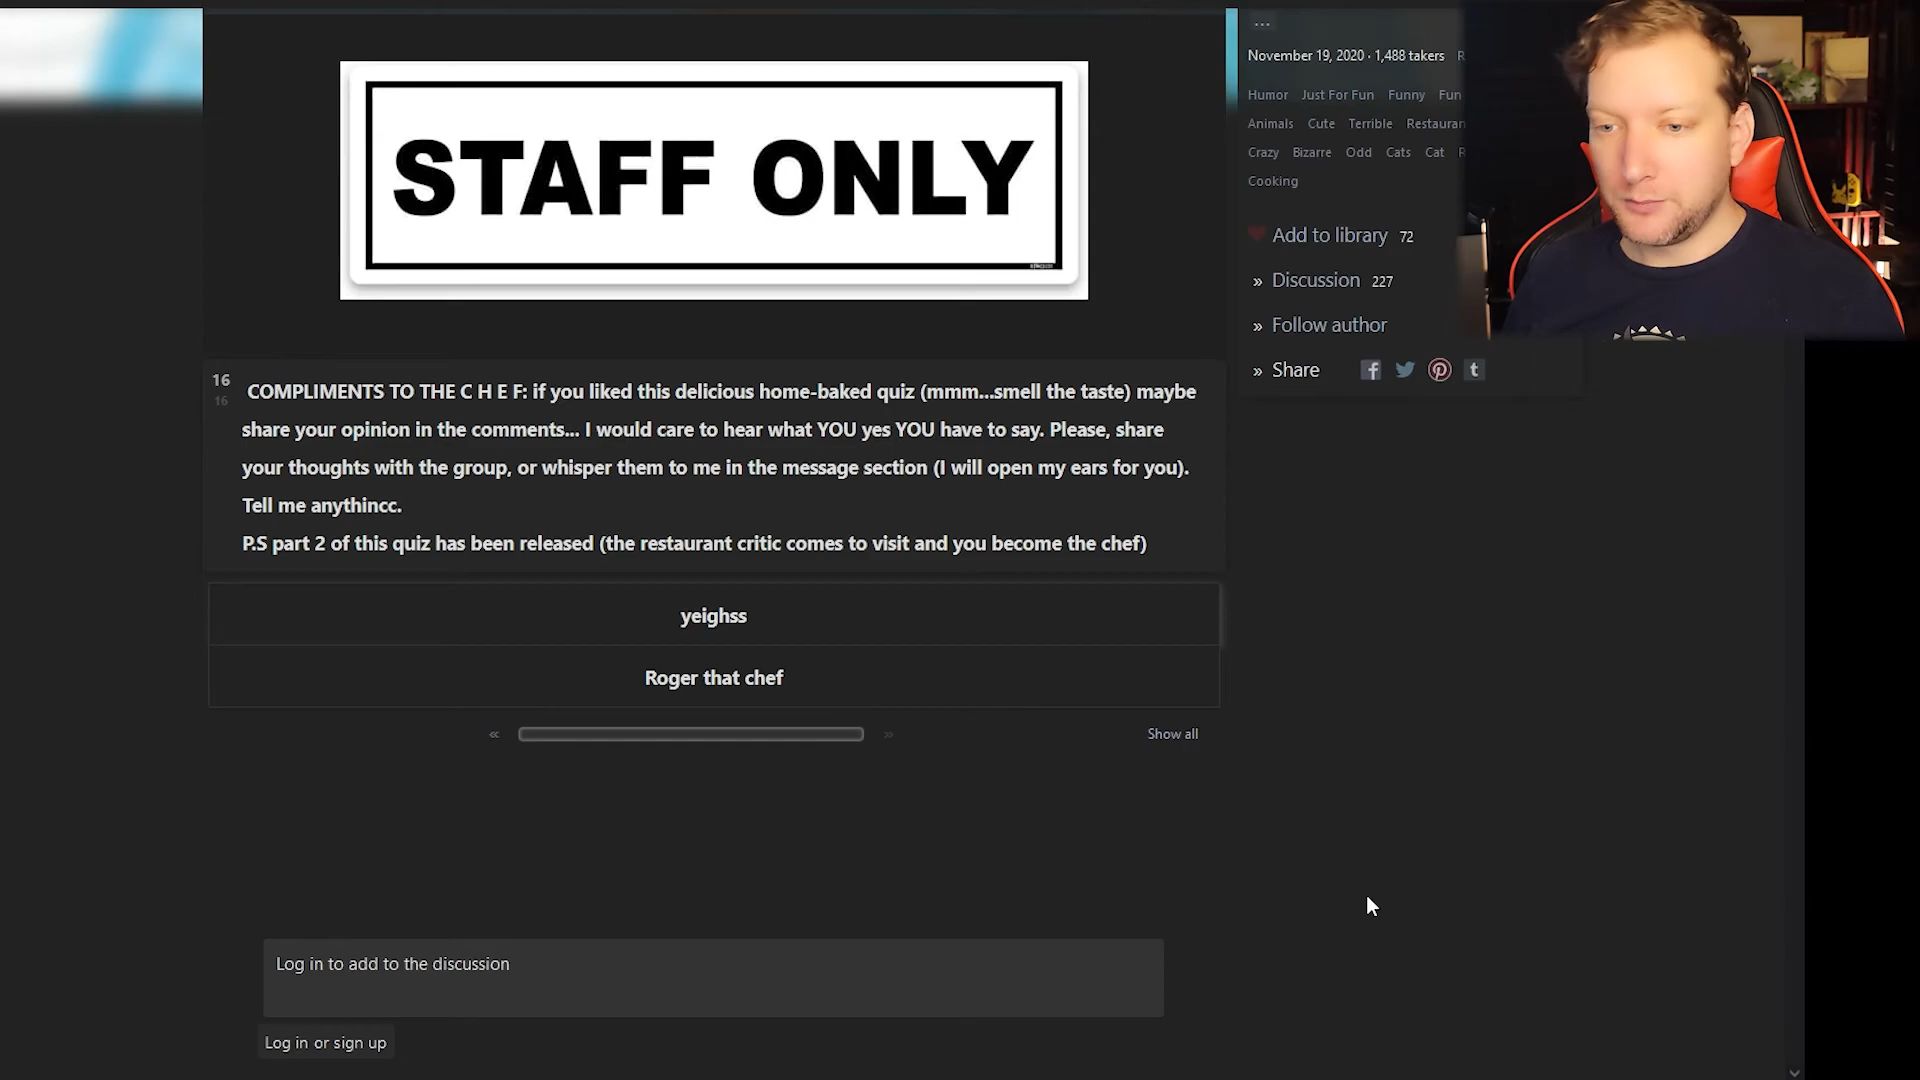 STAFF ONLY
16
16
COMPLIMENTS TO THE C H E F: if you liked this delicious home-baked quiz (mmm...smell the taste) maybe
share your opinion in the comments... I would care to hear what YOU yes YOU have to say. Please, share
your thoughts with the group, or whisper them to me in the message section (I will open my ears for you).
Tell me anythincc.
P.S part 2 of this quiz has been released (the restaurant critic comes to visit and you become the chef)
yeighss
Roger that chef
« » Show all
Log in to add to the discussion
Log in or sign up
...
November 19, 2020 · 1,488 takers R
Humor Just For Fun Funny Fun
Animals Cute Terrible Restauran
Crazy Bizarre Odd Cats Cat R
Cooking
Add to library 72
» Discussion 227
» Follow author
» Share f t